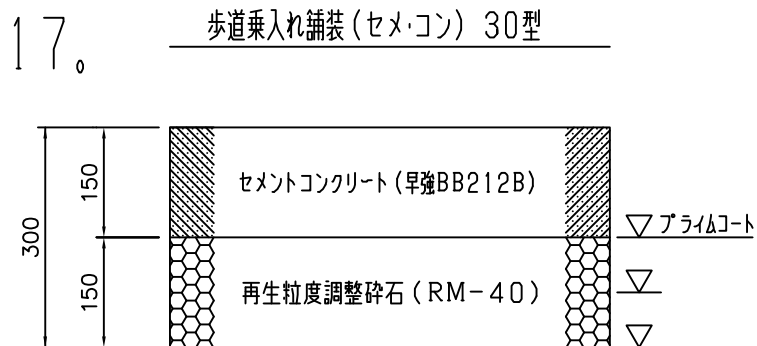 17。
歩道乗入れ舗装(セメ・コン) 30型
150
セメントコンクリート(早強BB212B)
300
▽プライムコート
150
再生粒度調整砕石(RM-40)